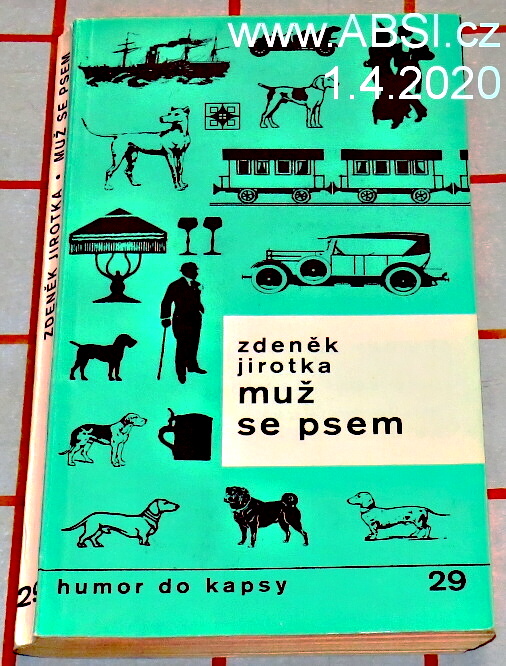 www.ABSI.cz
1.4.2020
ZDENĚK JIROTKA • MUŽ SE PSEM
zdeněk
jirotka
muž
se psem
29
humor do kapsy 29